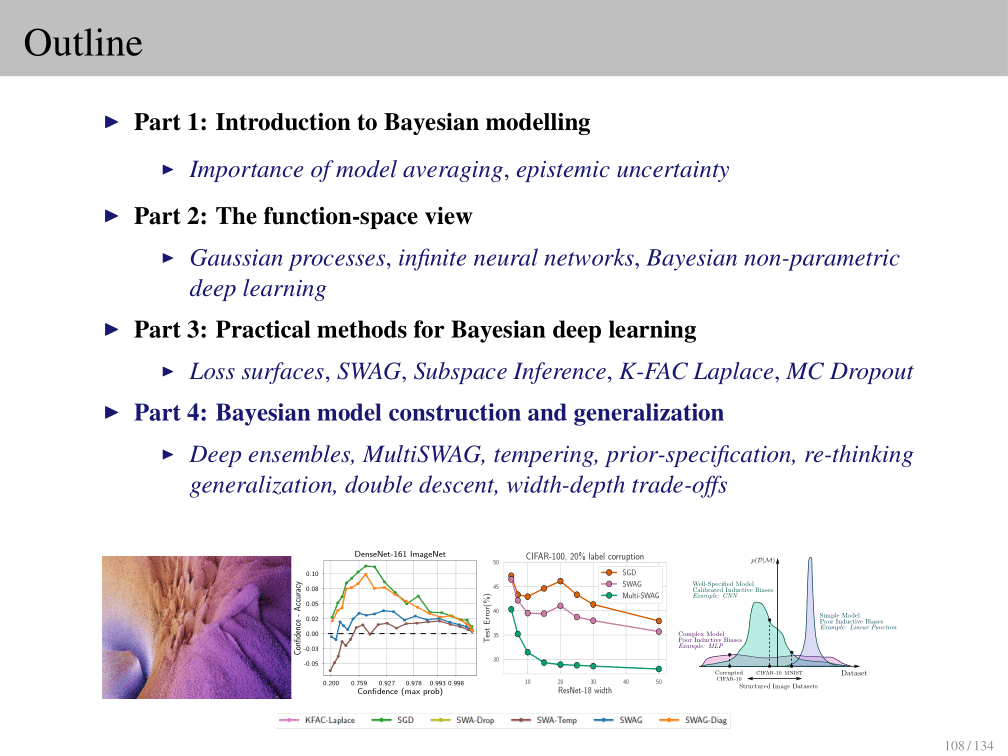 Outline
Part 1: Introduction to Bayesian modelling
Importance of model averaging, epistemic uncertainty
Part 2: The function-space view
Gaussian processes, infinite neural networks, Bayesian non-parametric
deep learning
Part 3: Practical methods for Bayesian deep learning
Loss surfaces, SWAG, Subspace Inference, K-FAC Laplace, MC Dropout
Part 4: Bayesian model construction and generalization
Deep ensembles, MultiSWAG, tempering, prior-specification, re-thinking
generalization, double descent, width-depth trade-offs
DenseNet-161 ImageNet
Confidence - Accuracy
0.10
0.08
0.05
0.02
0.00
-0.03
-0.05
0.200 0.759 0.927 0.978 0.993 0.998
Confidence (max prob)
CIFAR-100, 20% label corruption
Test Error(%)
50
45
40
35
30
SGD
SWAG
Multi-SWAG
10 20 30 40 50
ResNet-18 width
p(D|M)
Well-Specified Model
Calibrated Inductive Biases
Example: CNN
Simple Model
Poor Inductive Biases
Example: Linear Function
Complex Model
Poor Inductive Biases
Example: MLP
Corrupted
CIFAR-10
CIFAR-10 MNIST
Dataset
Structured Image Datasets
KFAC-Laplace SGD SWA-Drop SWA-Temp SWAG SWAG-Diag
108 / 134